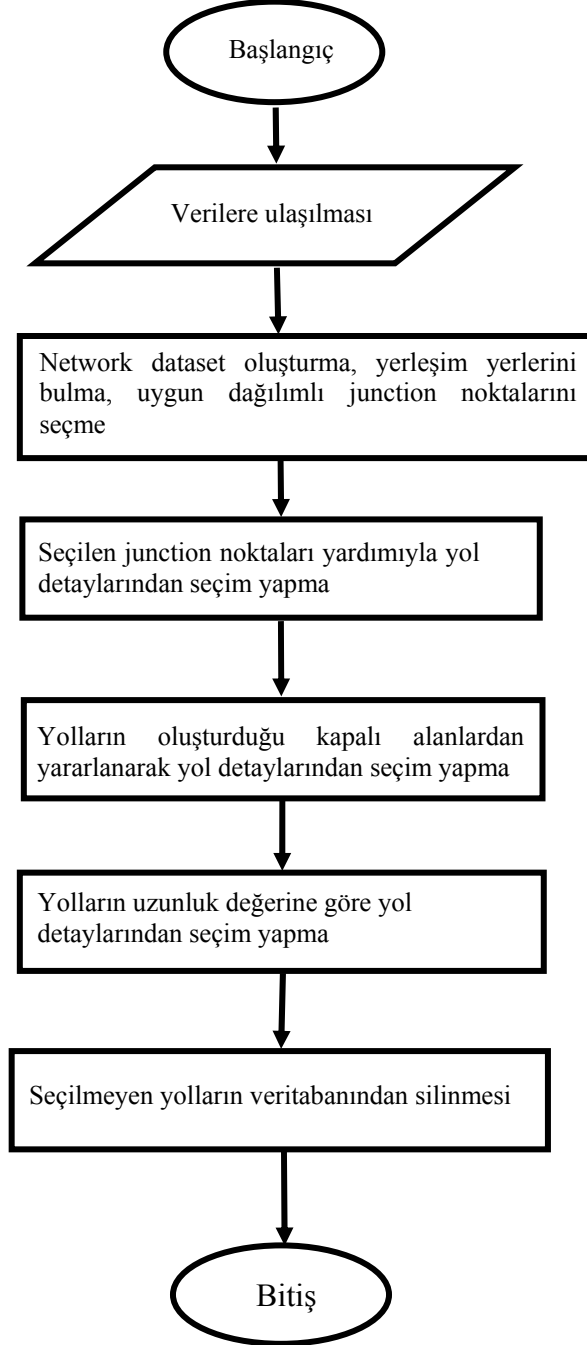 Başlangıç
Verilere ulaşılması
Network dataset oluşturma, yerleşim yerlerini
bulma, uygun dağılımlı junction noktalarını
seçme
Seçilen junction noktaları yardımıyla yol
detaylarından seçim yapma
Yolların oluşturduğu kapalı alanlardan
yararlanarak yol detaylarından seçim yapma
Yolların uzunluk değerine göre yol
detaylarından seçim yapma
Seçilmeyen yolların veritabanından silinmesi
Bitiş